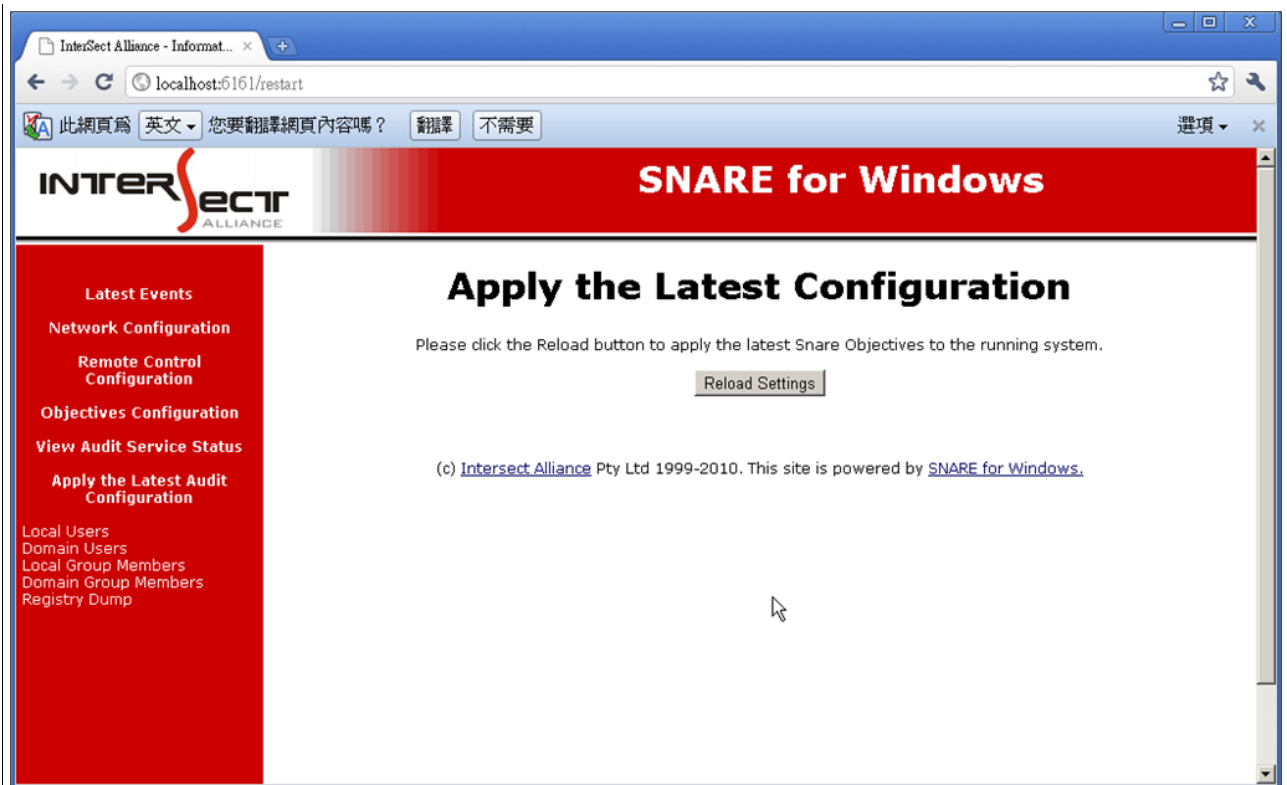 InterSect Alliance - Informat...
localhost:6161/restart
此網頁為 英文 您要翻譯網頁內容嗎？ 翻譯 不需要 選項
INTERSECT
ALLIANCE
SNARE for Windows
Latest Events
Network Configuration
Remote Control
Configuration
Objectives Configuration
View Audit Service Status
Apply the Latest Audit
Configuration
Local Users
Domain Users
Local Group Members
Domain Group Members
Registry Dump
Apply the Latest Configuration
Please click the Reload button to apply the latest Snare Objectives to the running system.
Reload Settings
(c) Intersect Alliance Pty Ltd 1999-2010. This site is powered by SNARE for Windows.